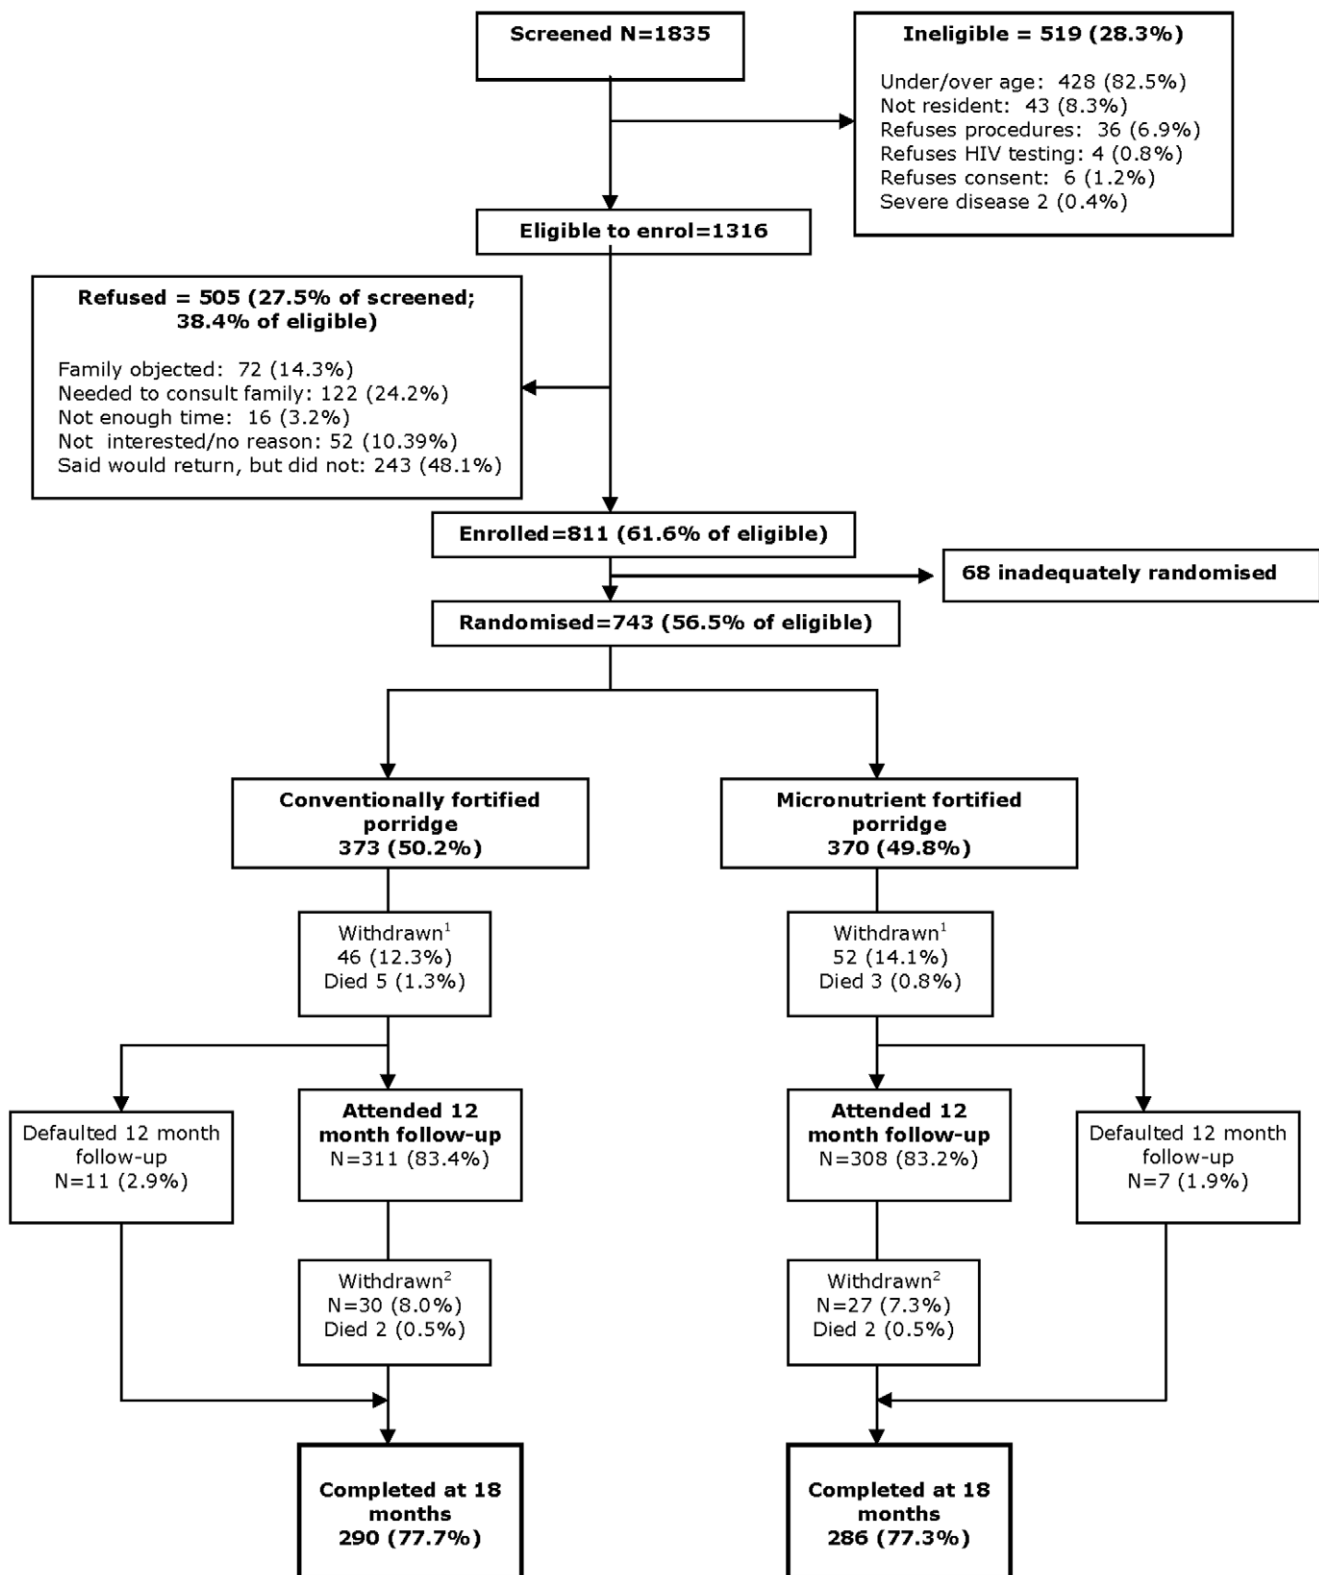 Screened N=1835
Ineligible = 519 (28.3%)
Under/over age: 428 (82.5%)
Not resident: 43 (8.3%)
Refuses procedures: 36 (6.9%)
Refuses HIV testing: 4 (0.8%)
Refuses consent: 6 (1.2%)
Severe disease 2 (0.4%)
Eligible to enrol=1316
Refused = 505 (27.5% of screened;
38.4% of eligible)
Family objected: 72 (14.3%)
Needed to consult family: 122 (24.2%)
Not enough time: 16 (3.2%)
Not interested/no reason: 52 (10.39%)
Said would return, but did not: 243 (48.1%)
Enrolled=811 (61.6% of eligible)
68 inadequately randomised
Randomised=743 (56.5% of eligible)
Conventionally fortified
porridge
373 (50.2%)
Micronutrient fortified
porridge
370 (49.8%)
Withdrawn¹
46 (12.3%)
Died 5 (1.3%)
Withdrawn¹
52 (14.1%)
Died 3 (0.8%)
Defaulted 12 month
follow-up
N=11 (2.9%)
Attended 12
month follow-up
N=311 (83.4%)
Attended 12
month follow-up
N=308 (83.2%)
Defaulted 12 month
follow-up
N=7 (1.9%)
Withdrawn²
N=30 (8.0%)
Died 2 (0.5%)
Withdrawn²
N=27 (7.3%)
Died 2 (0.5%)
Completed at 18
months
290 (77.7%)
Completed at 18
months
286 (77.3%)